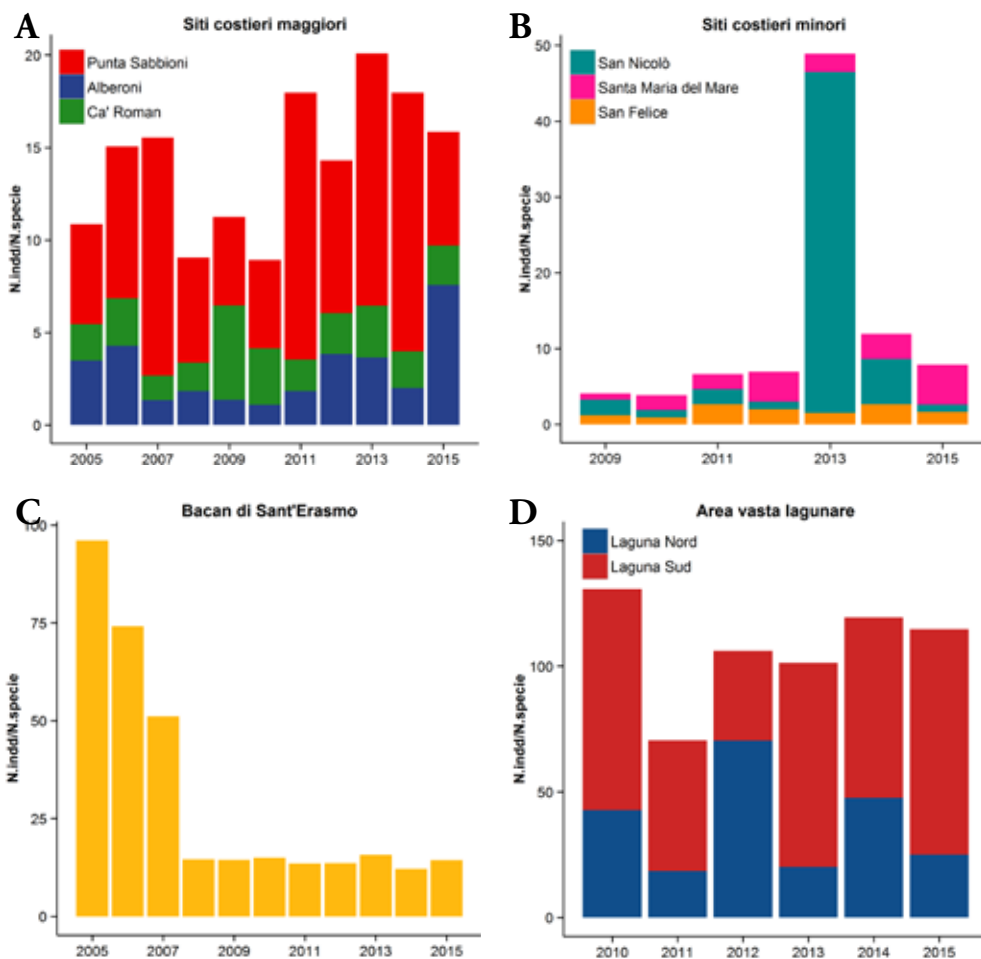 A
Siti costieri maggiori
Punta Sabbioni
Alberoni
Ca' Roman
N.indd/N.specie
20
15
10
5
0
2005 2007 2009 2011 2013 2015
B
Siti costieri minori
San Nicolò
Santa Maria del Mare
San Felice
N.indd/N.specie
50
40
30
20
10
0
2009 2011 2013 2015
C
Bacan di Sant'Erasmo
N.indd/N.specie
100
75
50
25
0
2005 2007 2009 2011 2013 2015
D
Area vasta lagunare
Laguna Nord
Laguna Sud
N.indd/N.specie
150
100
50
0
2010 2011 2012 2013 2014 2015